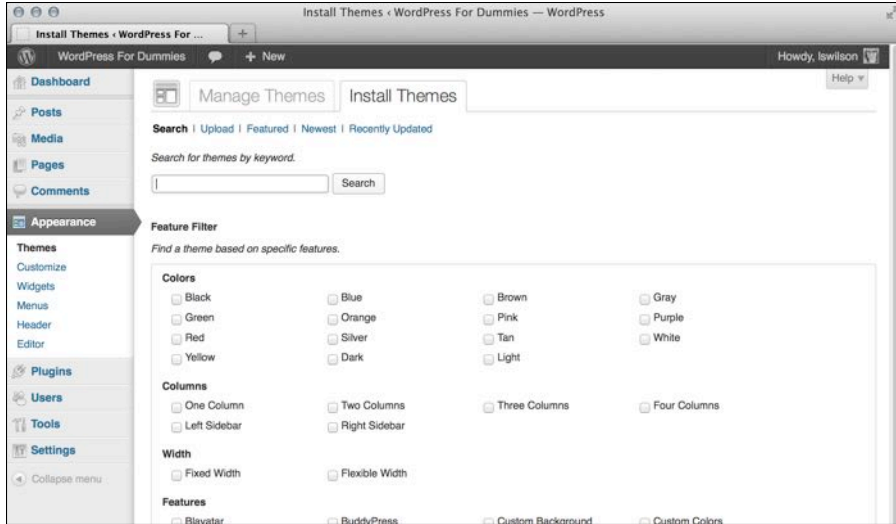 Install Themes ‹ WordPress For Dummies — WordPress
Install Themes ‹ WordPress For ...
WordPress For Dummies + New Howdy, lswilson
Help
Dashboard
Posts
Media
Pages
Comments
Appearance
Themes
Customize
Widgets
Menus
Header
Editor
Plugins
Users
Tools
Settings
Collapse menu
Manage Themes Install Themes
Search | Upload | Featured | Newest | Recently Updated
Search for themes by keyword.
Search
Feature Filter
Find a theme based on specific features.
Colors
Black Blue Brown Gray
Green Orange Pink Purple
Red Silver Tan White
Yellow Dark Light
Columns
One Column Two Columns Three Columns Four Columns
Left Sidebar Right Sidebar
Width
Fixed Width Flexible Width
Features
Blavatar BuddyPress Custom Background Custom Colors